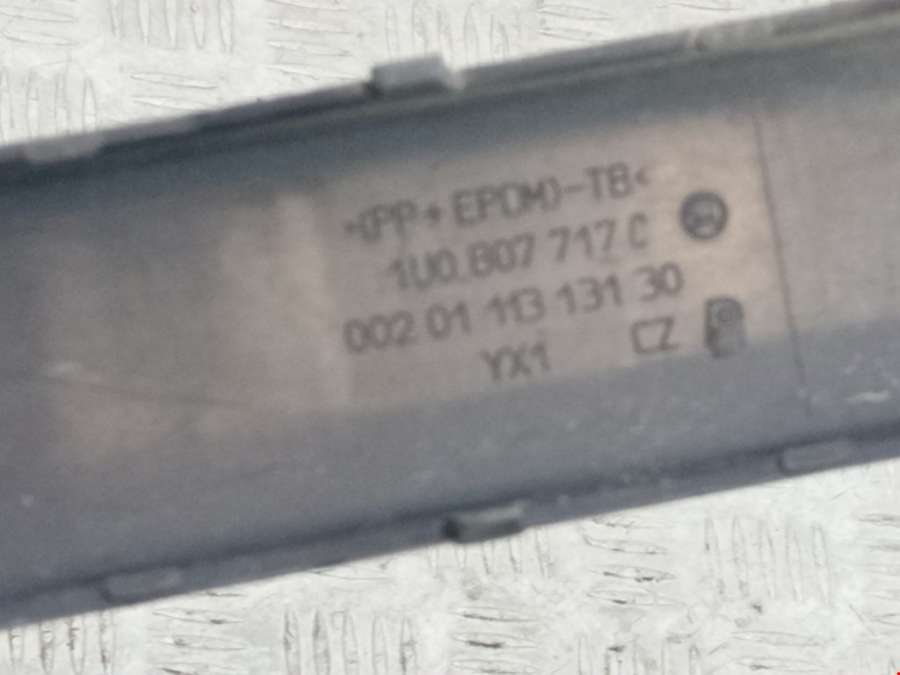 >(PP+EPDM)-TB<
1U0.807 717 C
002 01 113 131 30
YX1 CZ